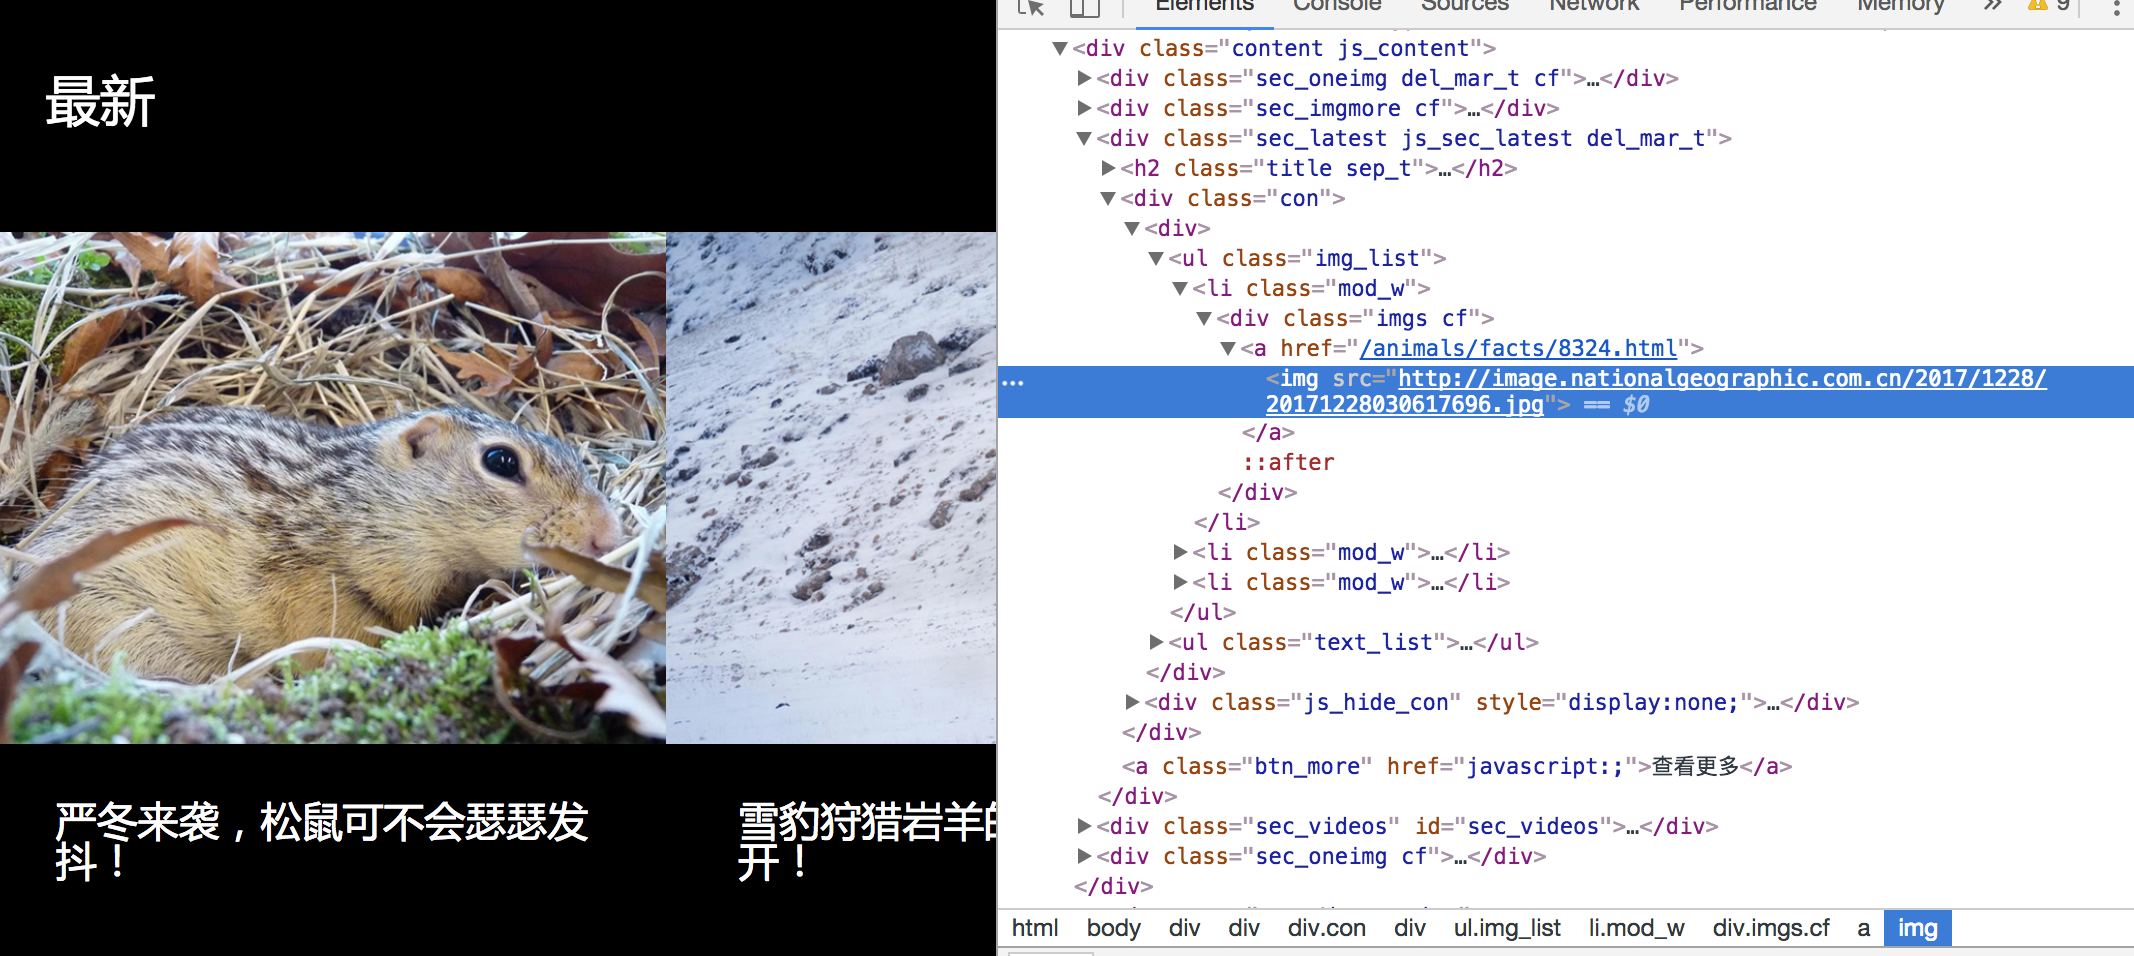 最新
严冬来袭，松鼠可不会瑟瑟发
抖！
雪豹狩猎岩羊
开！
Elements Console Sources Network Performance Memory » 9
▼<div class="content js_content">
▶<div class="sec_oneimg del_mar_t cf">…</div>
▶<div class="sec_imgmore cf">…</div>
▼<div class="sec_latest js_sec_latest del_mar_t">
▶<h2 class="title sep_t">…</h2>
▼<div class="con">
▼<div>
▼<ul class="img_list">
▼<li class="mod_w">
▼<div class="imgs cf">
▼<a href="/animals/facts/8324.html">
<img src="http://image.nationalgeographic.com.cn/2017/1228/
20171228030617696.jpg"> == $0
</a>
::after
</div>
</li>
▶<li class="mod_w">…</li>
▶<li class="mod_w">…</li>
</ul>
▶<ul class="text_list">…</ul>
</div>
▶<div class="js_hide_con" style="display:none;">…</div>
</div>
<a class="btn_more" href="javascript:;">查看更多</a>
</div>
▶<div class="sec_videos" id="sec_videos">…</div>
▶<div class="sec_oneimg cf">…</div>
</div>
html body div div div.con div ul.img_list li.mod_w div.imgs.cf a img